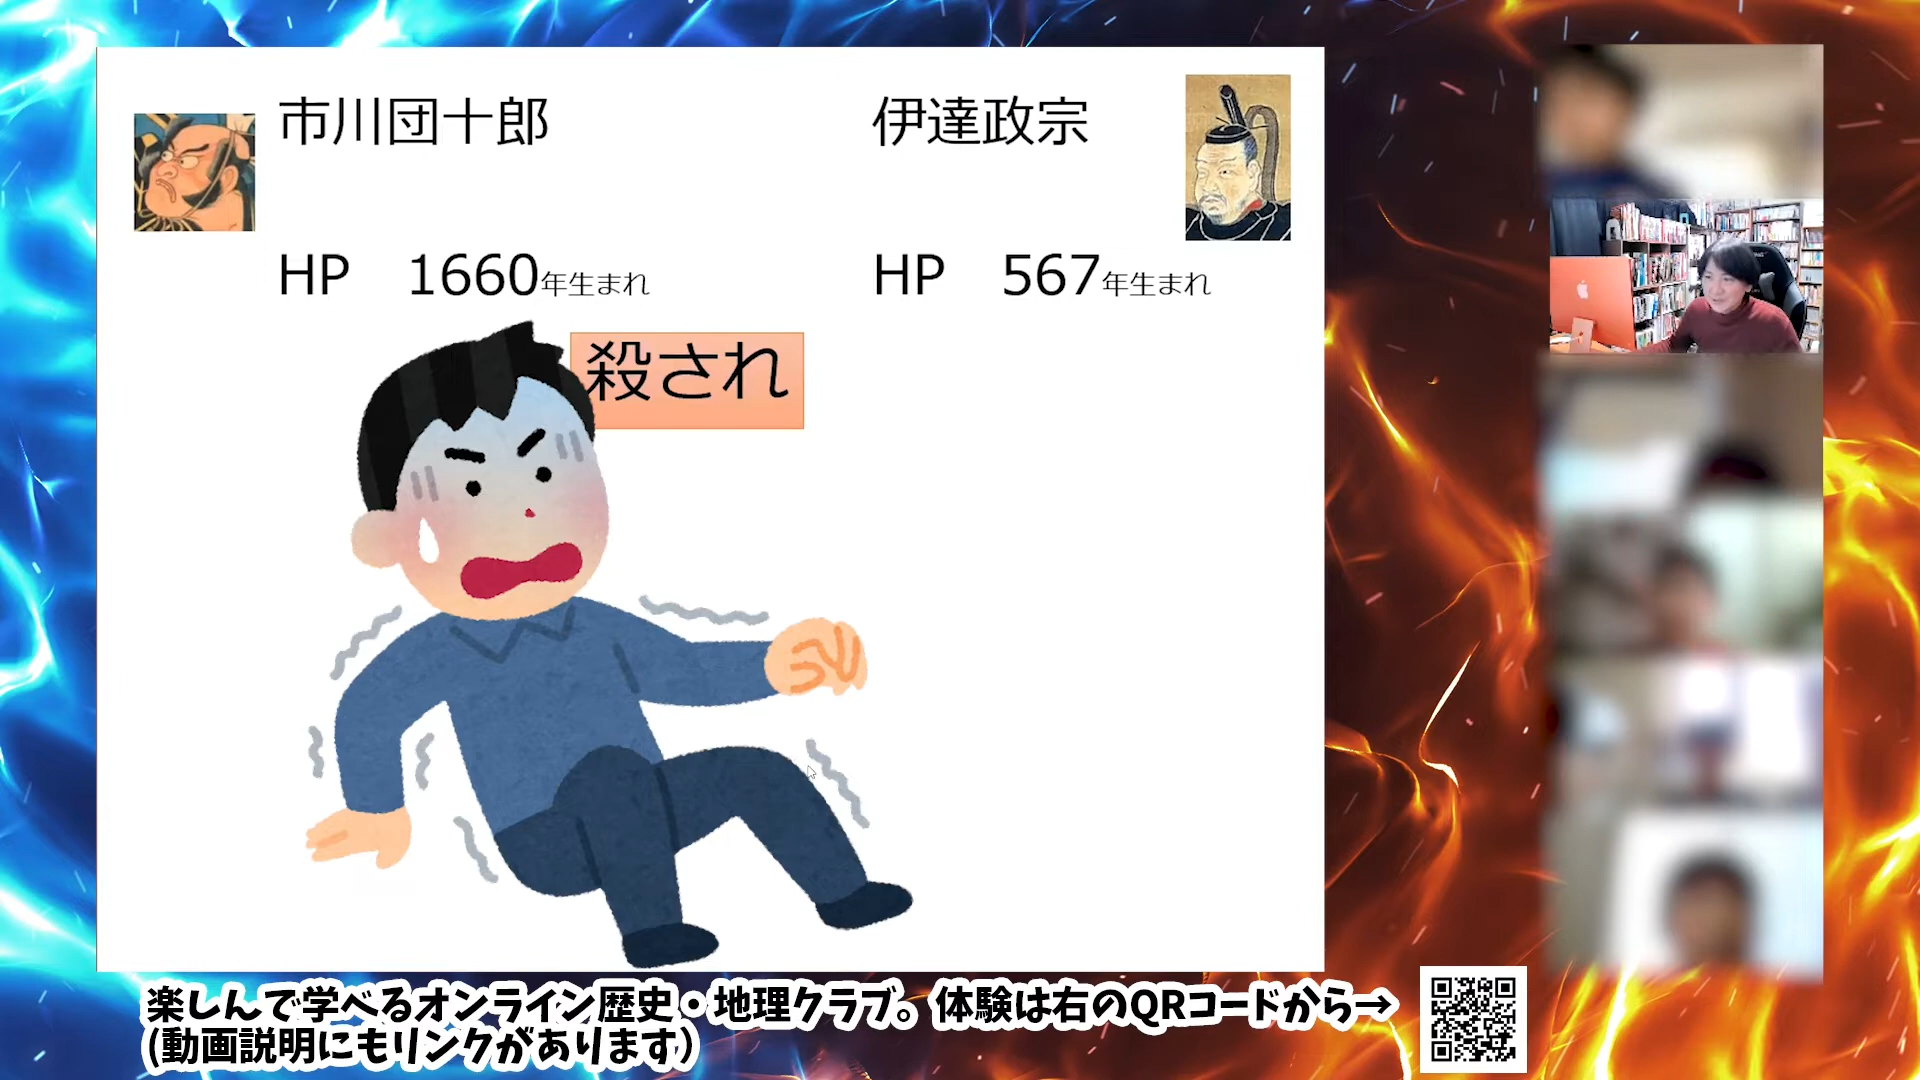 市川団十郎
伊達政宗
HP 1660年生まれ
HP 567年生まれ
殺され
楽しんで学べるオンライン歴史・地理クラブ。体験は右のQRコードから→
(動画説明にもリンクがあります)